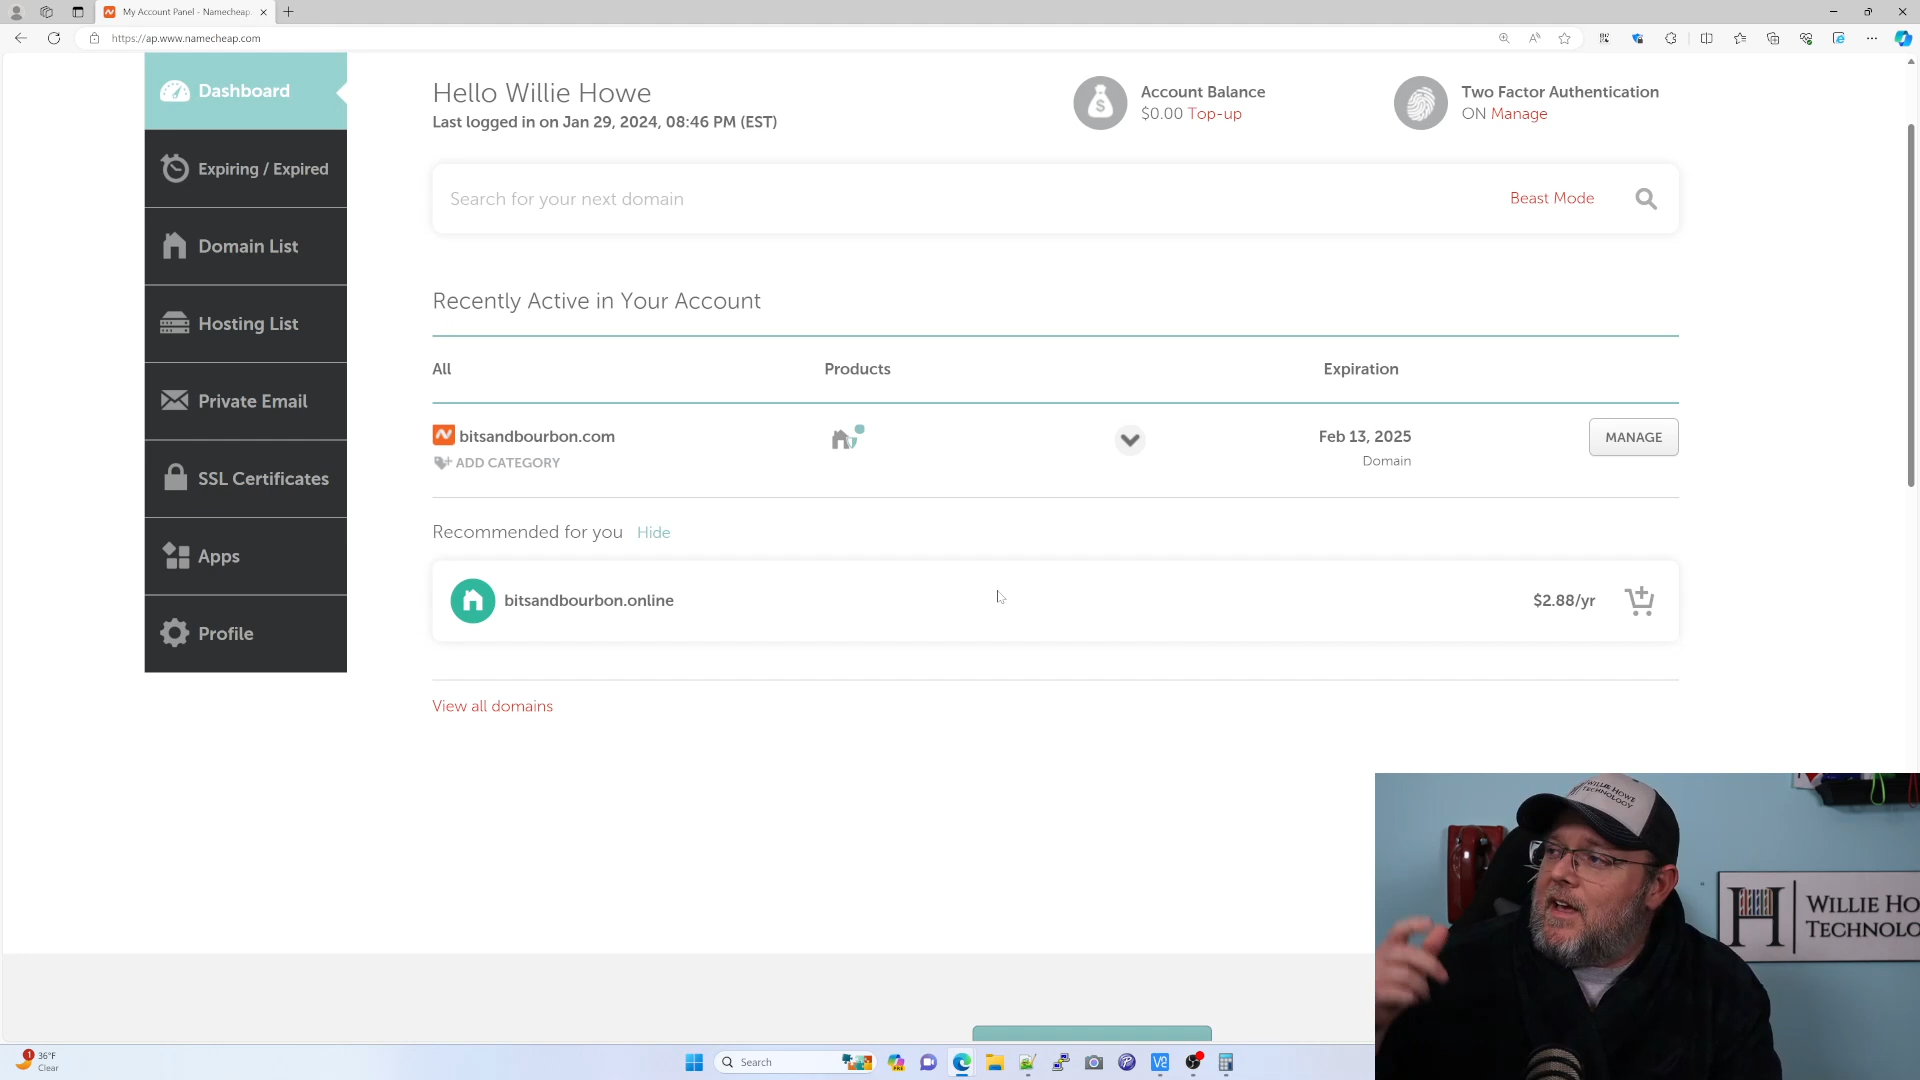 My Account Panel - Namecheap.
https://ap.www.namecheap.com
Dashboard
Expiring / Expired
Domain List
Hosting List
Private Email
SSL Certificates
Apps
Profile
Hello Willie Howe
Last logged in on Jan 29, 2024, 08:46 PM (EST)
Account Balance
$0.00 Top-up
Two Factor Authentication
ON Manage
Search for your next domain
Beast Mode
Recently Active in Your Account
All Products Expiration
bitsandbourbon.com
ADD CATEGORY
Feb 13, 2025
Domain
MANAGE
Recommended for you Hide
bitsandbourbon.online
$2.88/yr
View all domains
WILLIE HOWE
TECHNOLOGY
WILLIE HO
TECHNOLO
1
36°F
Clear
Search